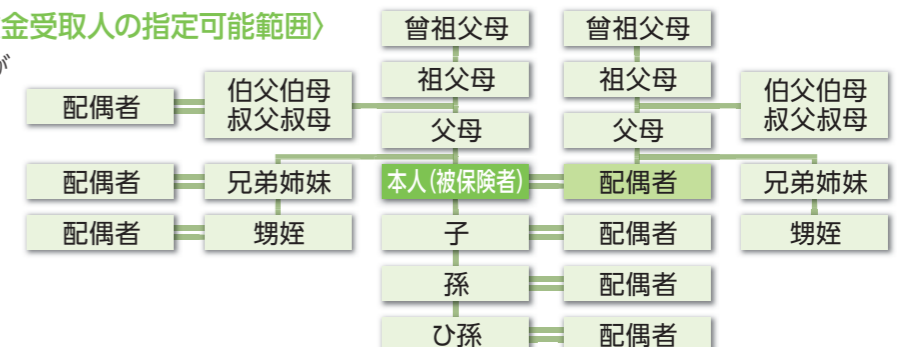 金受取人の指定可能範囲〉
が
曾祖父母
曾祖父母
祖父母
祖父母
配偶者
伯父伯母
叔父叔母
伯父伯母
叔父叔母
父母
父母
配偶者
兄弟姉妹
本人(被保険者)
配偶者
兄弟姉妹
配偶者
甥姪
子
配偶者
甥姪
孫
配偶者
ひ孫
配偶者